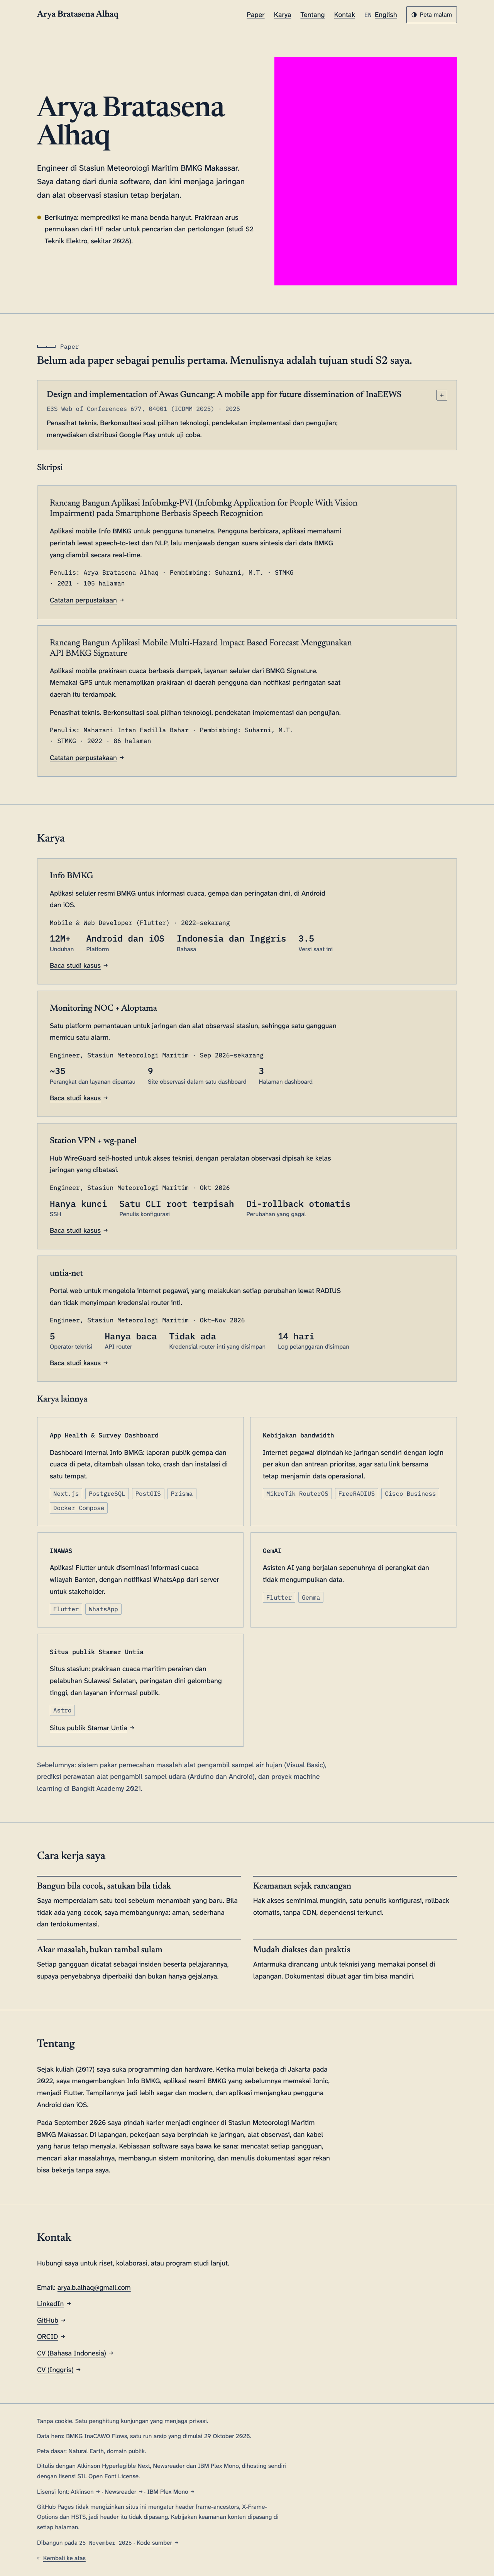 Arya Bratasena Alhaq
Paper Karya Tentang Kontak EN English Peta malam
Arya Bratasena
Alhaq
Engineer di Stasiun Meteorologi Maritim BMKG Makassar.
Saya datang dari dunia software, dan kini menjaga jaringan
dan alat observasi stasiun tetap berjalan.
Berikutnya: memprediksi ke mana benda hanyut. Prakiraan arus
permukaan dari HF radar untuk pencarian dan pertolongan (studi S2
Teknik Elektro, sekitar 2028).
Paper
Belum ada paper sebagai penulis pertama. Menulisnya adalah tujuan studi S2 saya.
Design and implementation of Awas Guncang: A mobile app for future dissemination of InaEEWS
+
E3S Web of Conferences 677, 04001 (ICOMM 2025) · 2025
Penasihat teknis. Berkonsultasi soal pilihan teknologi, pendekatan implementasi dan pengujian;
menyediakan distribusi Google Play untuk uji coba.
Skripsi
Rancang Bangun Aplikasi Infobmkg-PVI (Infobmkg Application for People With Vision
Impairment) pada Smartphone Berbasis Speech Recognition
Aplikasi mobile Info BMKG untuk pengguna tunanetra. Pengguna berbicara, aplikasi memahami
perintah lewat speech-to-text dan NLP, lalu menjawab dengan suara sintesis dari data BMKG
yang diambil secara real-time.
Penulis: Arya Bratasena Alhaq · Pembimbing: Suharni, M.T. · STMKG
· 2021 · 105 halaman
Catatan perpustakaan →
Rancang Bangun Aplikasi Mobile Multi-Hazard Impact Based Forecast Menggunakan
API BMKG Signature
Aplikasi mobile prakiraan cuaca berbasis dampak, layanan seluler dari BMKG Signature.
Memakai GPS untuk menampilkan prakiraan di daerah pengguna dan notifikasi peringatan saat
daerah itu terdampak.
Penasihat teknis. Berkonsultasi soal pilihan teknologi, pendekatan implementasi dan pengujian.
Penulis: Maharani Intan Fadilla Bahar · Pembimbing: Suharni, M.T.
· STMKG · 2022 · 86 halaman
Catatan perpustakaan →
Karya
Info BMKG
Aplikasi seluler resmi BMKG untuk informasi cuaca, gempa dan peringatan dini, di Android
dan iOS.
Mobile & Web Developer (Flutter) · 2022–sekarang
12M+ Android dan iOS Indonesia dan Inggris 3.5
Unduhan Platform Bahasa Versi saat ini
Baca studi kasus →
Monitoring NOC + Aloptama
Satu platform pemantauan untuk jaringan dan alat observasi stasiun, sehingga satu gangguan
memicu satu alarm.
Engineer, Stasiun Meteorologi Maritim · Sep 2026–sekarang
~35 9 3
Perangkat dan layanan dipantau Site observasi dalam satu dashboard Halaman dashboard
Baca studi kasus →
Station VPN + wg-panel
Hub WireGuard self-hosted untuk akses teknisi, dengan peralatan observasi dipisah ke kelas
jaringan yang dibatasi.
Engineer, Stasiun Meteorologi Maritim · Okt 2026
Hanya kunci Satu CLI root terpisah Di-rollback otomatis
SSH Penulis konfigurasi Perubahan yang gagal
Baca studi kasus →
untia-net
Portal web untuk mengelola internet pegawai, yang melakukan setiap perubahan lewat RADIUS
dan tidak menyimpan kredensial router inti.
Engineer, Stasiun Meteorologi Maritim · Okt–Nov 2026
5 Hanya baca Tidak ada 14 hari
Operator teknisi API router Kredensial router inti yang disimpan Log pelanggaran disimpan
Baca studi kasus →
Karya lainnya
App Health & Survey Dashboard
Dashboard internal Info BMKG: laporan publik gempa dan
cuaca di peta, ditambah ulasan toko, crash dan instalasi di
satu tempat.
Next.js PostgreSQL PostGIS Prisma
Docker Compose
Kebijakan bandwidth
Internet pegawai dipindah ke jaringan sendiri dengan login
per akun dan antrean prioritas, agar satu link bersama
tetap menjamin data operasional.
MikroTik RouterOS FreeRADIUS Cisco Business
INAWAS
Aplikasi Flutter untuk diseminasi informasi cuaca
wilayah Banten, dengan notifikasi WhatsApp dari server
untuk stakeholder.
Flutter WhatsApp
GemAI
Asisten AI yang berjalan sepenuhnya di perangkat dan
tidak mengumpulkan data.
Flutter Gemma
Situs publik Stamar Untia
Situs stasiun: prakiraan cuaca maritim perairan dan
pelabuhan Sulawesi Selatan, peringatan dini gelombang
tinggi, dan layanan informasi publik.
Astro
Situs publik Stamar Untia →
Sebelumnya: sistem pakar pemecahan masalah alat pengambil sampel air hujan (Visual Basic),
prediksi perawatan alat pengambil sampel udara (Arduino dan Android), dan proyek machine
learning di Bangkit Academy 2021.
Cara kerja saya
Bangun bila cocok, satukan bila tidak
Saya memperdalam satu tool sebelum menambah yang baru. Bila
tidak ada yang cocok, saya membangunnya: aman, sederhana
dan terdokumentasi.
Keamanan sejak rancangan
Hak akses seminimal mungkin, satu penulis konfigurasi, rollback
otomatis, tanpa CDN, dependensi terkunci.
Akar masalah, bukan tambal sulam
Setiap gangguan dicatat sebagai insiden beserta pelajarannya,
supaya penyebabnya diperbaiki dan bukan hanya gejalanya.
Mudah diakses dan praktis
Antarmuka dirancang untuk teknisi yang memakai ponsel di
lapangan. Dokumentasi dibuat agar tim bisa mandiri.
Tentang
Sejak kuliah (2017) saya suka programming dan hardware. Ketika mulai bekerja di Jakarta pada
2022, saya mengembangkan Info BMKG, aplikasi resmi BMKG yang sebelumnya memakai Ionic,
menjadi Flutter. Tampilannya jadi lebih segar dan modern, dan aplikasi menjangkau pengguna
Android dan iOS.
Pada September 2026 saya pindah karier menjadi engineer di Stasiun Meteorologi Maritim
BMKG Makassar. Di lapangan, pekerjaan saya berpindah ke jaringan, alat observasi, dan kabel
yang harus tetap menyala. Kebiasaan software saya bawa ke sana: mencatat setiap gangguan,
mencari akar masalahnya, membangun sistem monitoring, dan menulis dokumentasi agar rekan
bisa bekerja tanpa saya.
Kontak
Hubungi saya untuk riset, kolaborasi, atau program studi lanjut.
Email: arya.b.alhaq@gmail.com
LinkedIn →
GitHub →
ORCID →
CV (Bahasa Indonesia) →
CV (Inggris) →
Tanpa cookie. Satu penghitung kunjungan yang menjaga privasi.
Data hero: BMKG InaCAWO Flows, satu run arsip yang dimulai 29 Oktober 2026.
Peta dasar: Natural Earth, domain publik.
Ditulis dengan Atkinson Hyperlegible Next, Newsreader dan IBM Plex Mono, dihosting sendiri
dengan lisensi SIL Open Font License.
Lisensi font: Atkinson → · Newsreader → · IBM Plex Mono →
GitHub Pages tidak mengizinkan situs ini mengatur header frame-ancestors, X-Frame-
Options dan HSTS, jadi header itu tidak dipasang. Kebijakan keamanan konten dipasang di
setiap halaman.
Dibangun pada 25 November 2026 · Kode sumber →
← Kembali ke atas